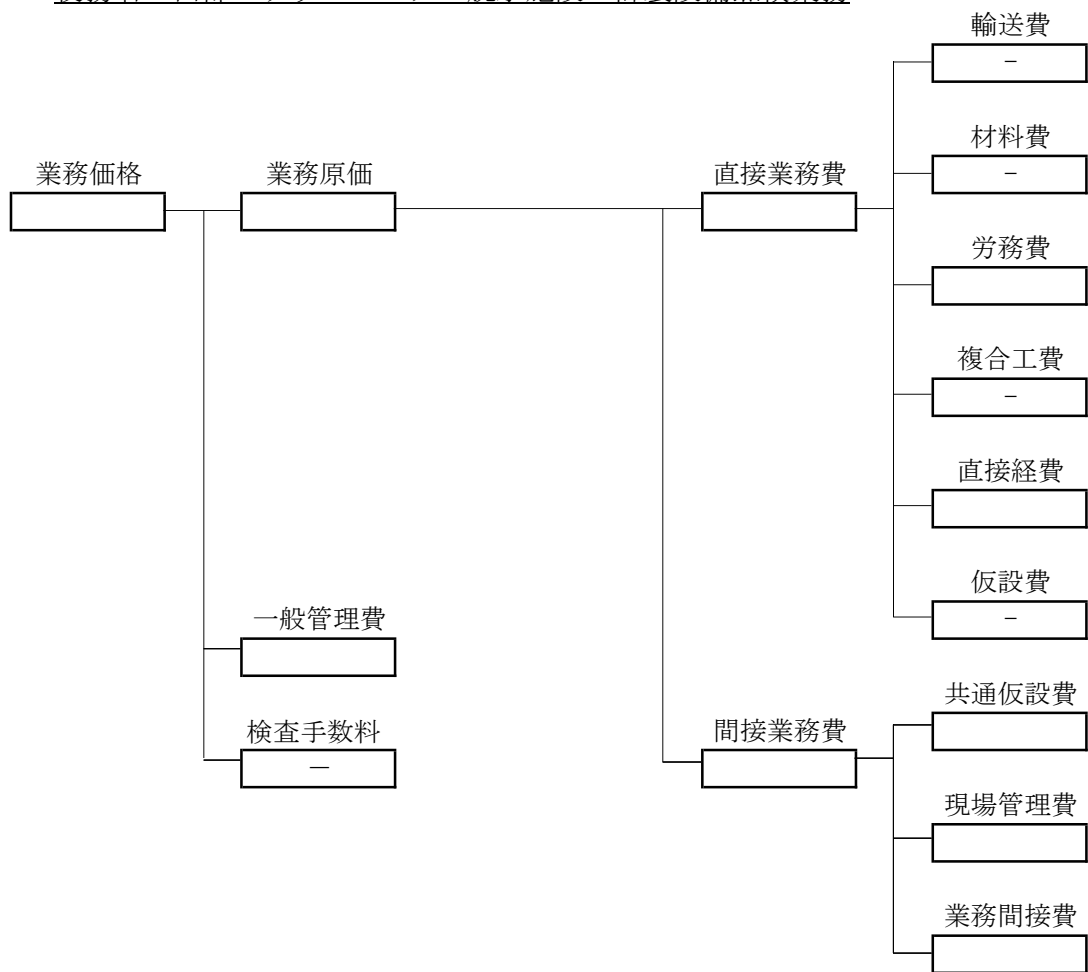 輸送費
－
材料費
－
業務価格
業務原価
直接業務費
労務費
複合工費
－
直接経費
仮設費
－
一般管理費
共通仮設費
検査手数料
－
間接業務費
現場管理費
業務間接費